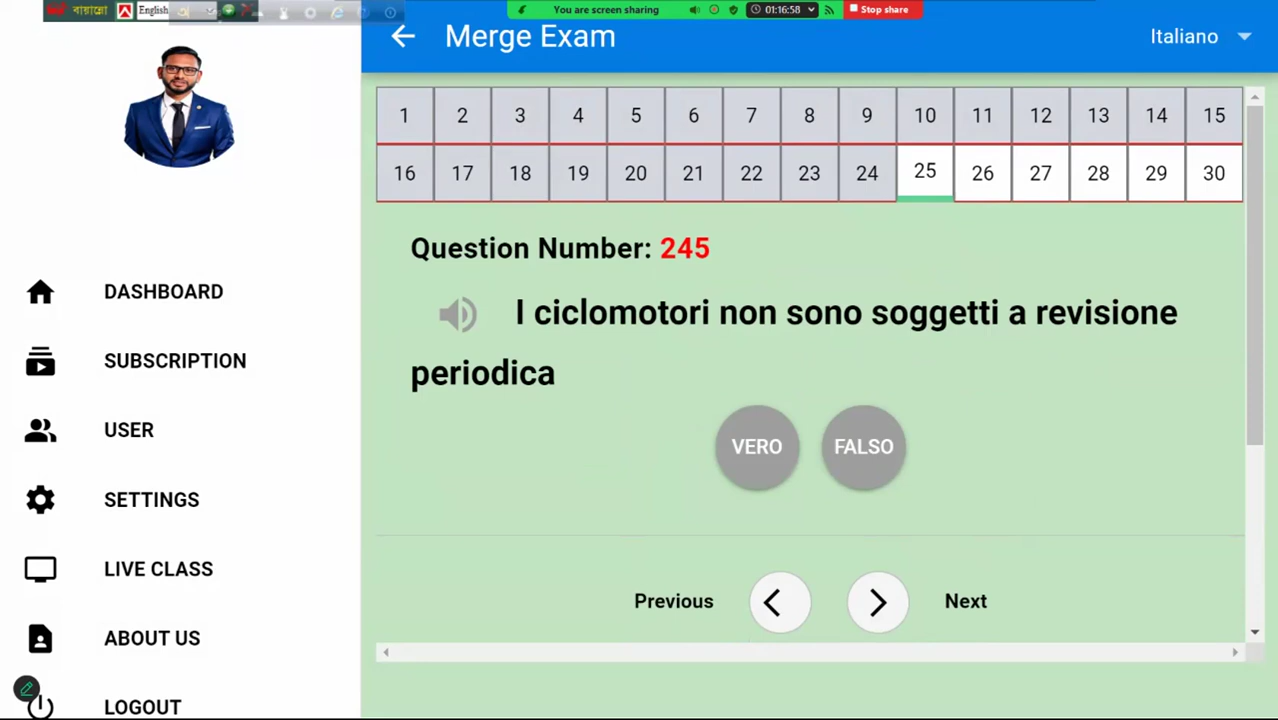 বায়ান্নো English
You are screen sharing 01:16:58 Stop share
Merge Exam
Italiano
1 2 3 4 5 6 7 8 9 10 11 12 13 14 15
16 17 18 19 20 21 22 23 24 25 26 27 28 29 30
Question Number: 245
I ciclomotori non sono soggetti a revisione
periodica
VERO FALSO
Previous Next
DASHBOARD
SUBSCRIPTION
USER
SETTINGS
LIVE CLASS
ABOUT US
LOGOUT